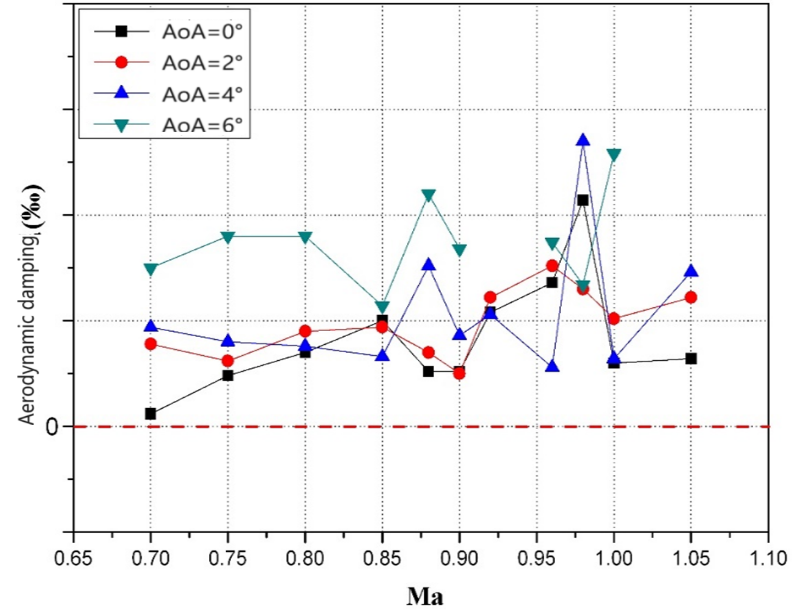 AoA=0°
AoA=2°
AoA=4°
AoA=6°
Aerodynamic damping (‰)
0
0.65 0.70 0.75 0.80 0.85 0.90 0.95 1.00 1.05 1.10
Ma